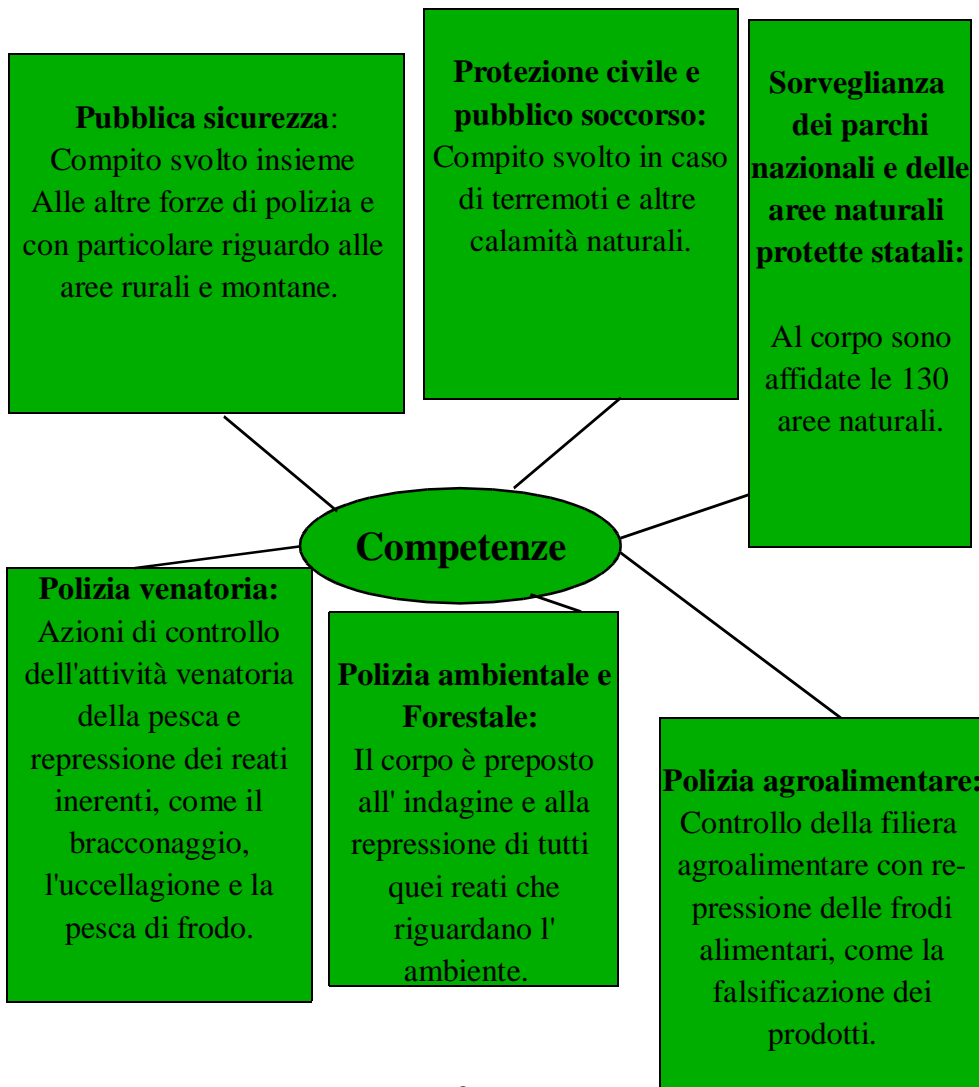 Pubblica sicurezza:
Compito svolto insieme
Alle altre forze di polizia e
con particolare riguardo alle
aree rurali e montane.
Protezione civile e
pubblico soccorso:
Compito svolto in caso
di terremoti e altre
calamità naturali.
Sorveglianza
dei parchi
nazionali e delle
aree naturali
protette statali:
Al corpo sono
affidate le 130
aree naturali.
Competenze
Polizia venatoria:
Azioni di controllo
dell'attività venatoria
della pesca e
repressione dei reati
inerenti, come il
bracconaggio,
l'uccellagione e la
pesca di frodo.
Polizia ambientale e
Forestale:
Il corpo è preposto
all' indagine e alla
repressione di tutti
quei reati che
riguardano l'
ambiente.
Polizia agroalimentare:
Controllo della filiera
agroalimentare con re-
pressione delle frodi
alimentari, come la
falsificazione dei
prodotti.